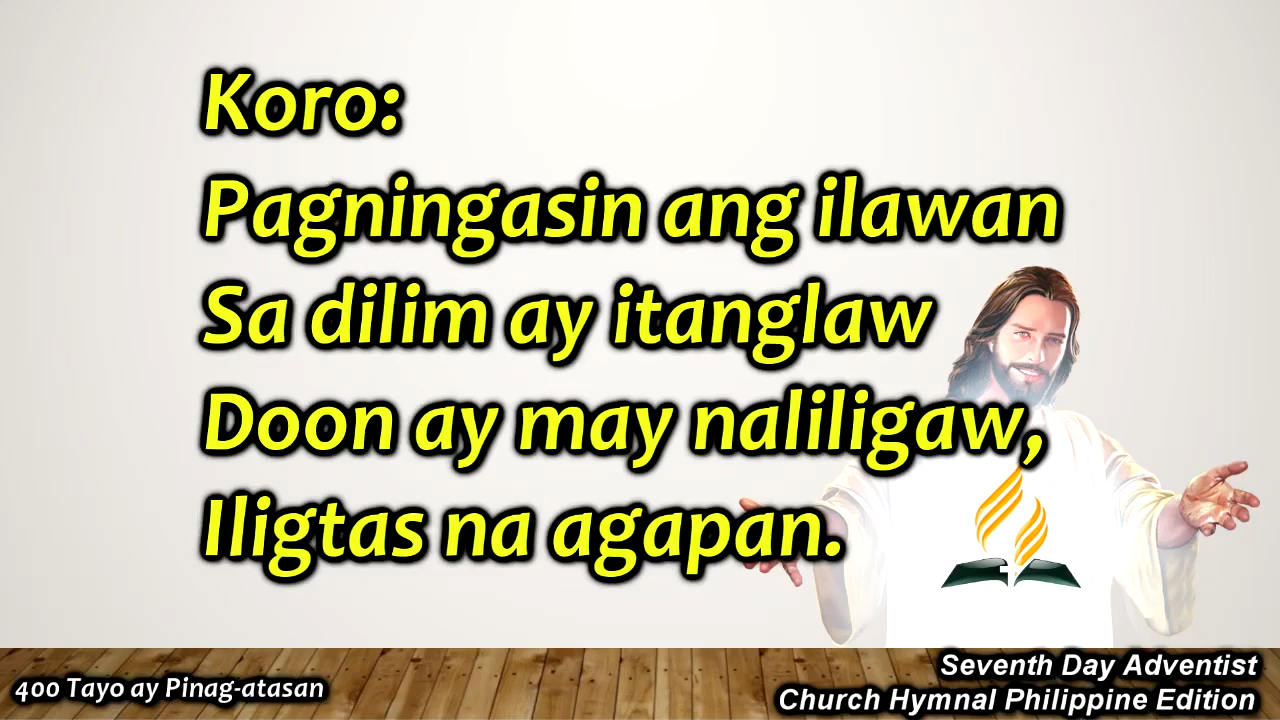 Koro:
Pagningasin ang ilawan
Sa dilim ay itanglaw
Doon ay may naliligaw,
Iligtas na agapan.
400 Tayo ay Pinag-atasan
Seventh Day Adventist
Church Hymnal Philippine Edition